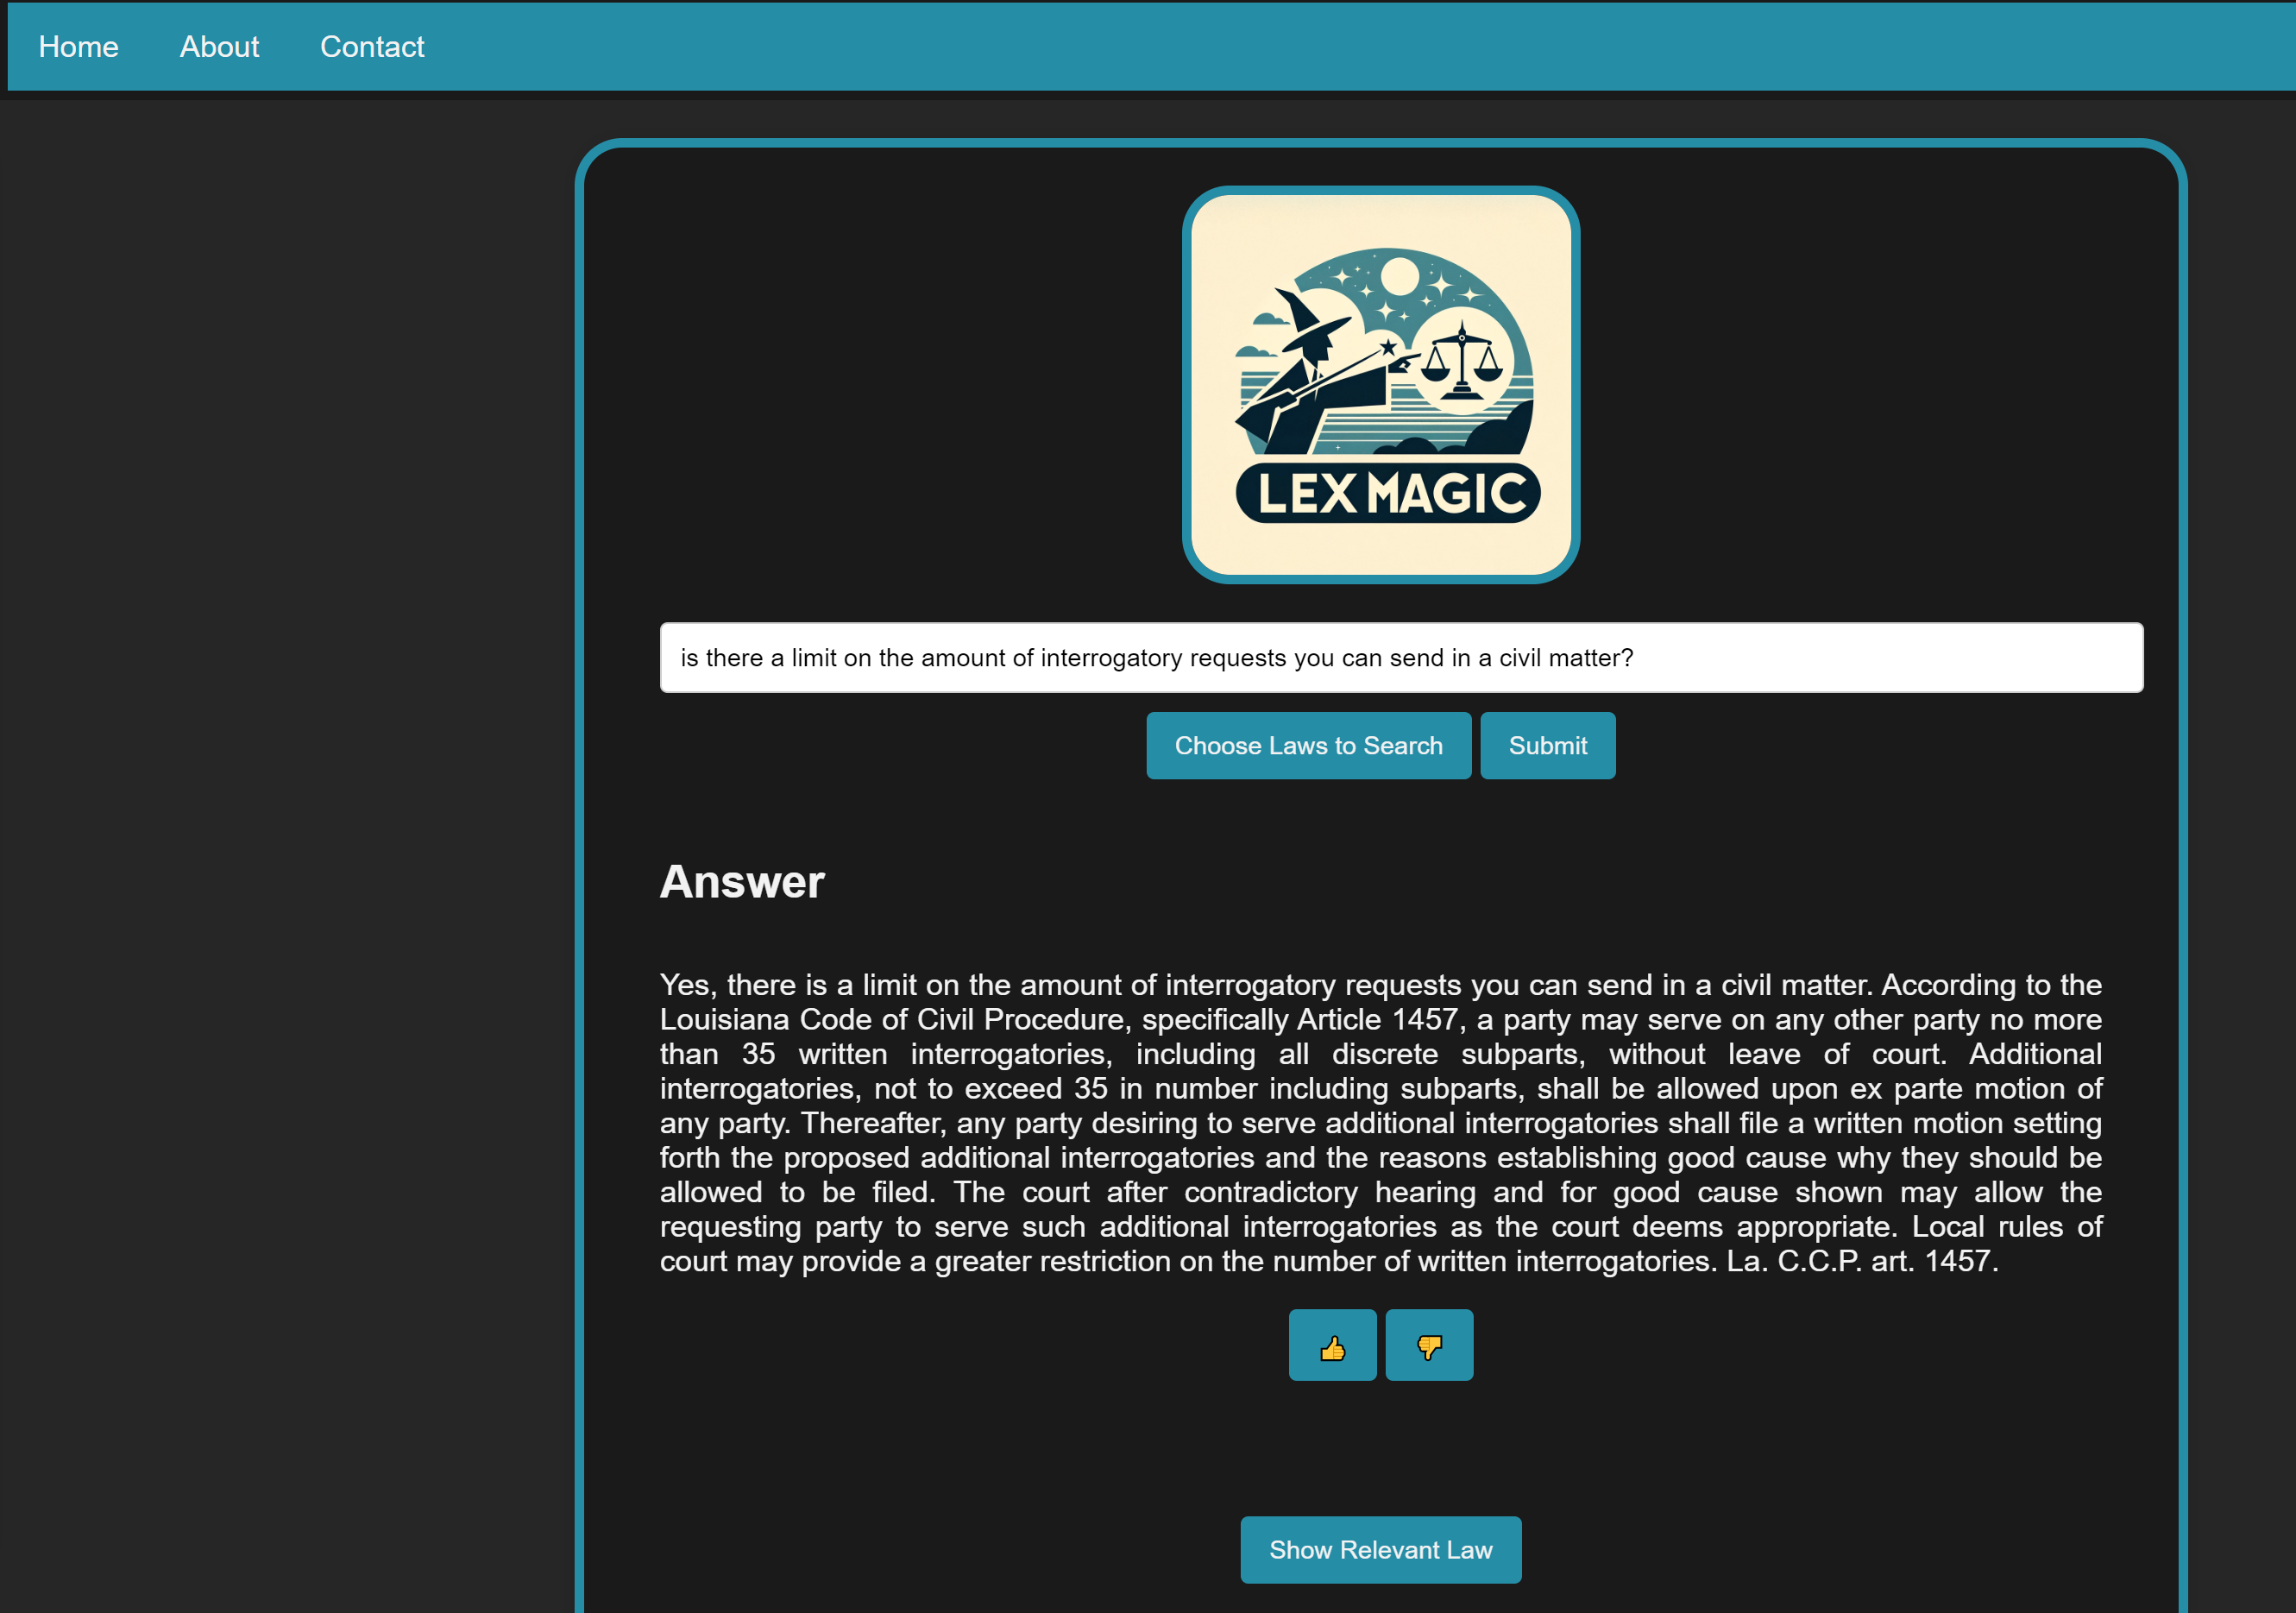 Home About Contact
LEX MAGIC
is there a limit on the amount of interrogatory requests you can send in a civil matter?
Choose Laws to Search Submit
Answer
Yes, there is a limit on the amount of interrogatory requests you can send in a civil matter. According to the
Louisiana Code of Civil Procedure, specifically Article 1457, a party may serve on any other party no more
than 35 written interrogatories, including all discrete subparts, without leave of court. Additional
interrogatories, not to exceed 35 in number including subparts, shall be allowed upon ex parte motion of
any party. Thereafter, any party desiring to serve additional interrogatories shall file a written motion setting
forth the proposed additional interrogatories and the reasons establishing good cause why they should be
allowed to be filed. The court after contradictory hearing and for good cause shown may allow the
requesting party to serve such additional interrogatories as the court deems appropriate. Local rules of
court may provide a greater restriction on the number of written interrogatories. La. C.C.P. art. 1457.
Show Relevant Law